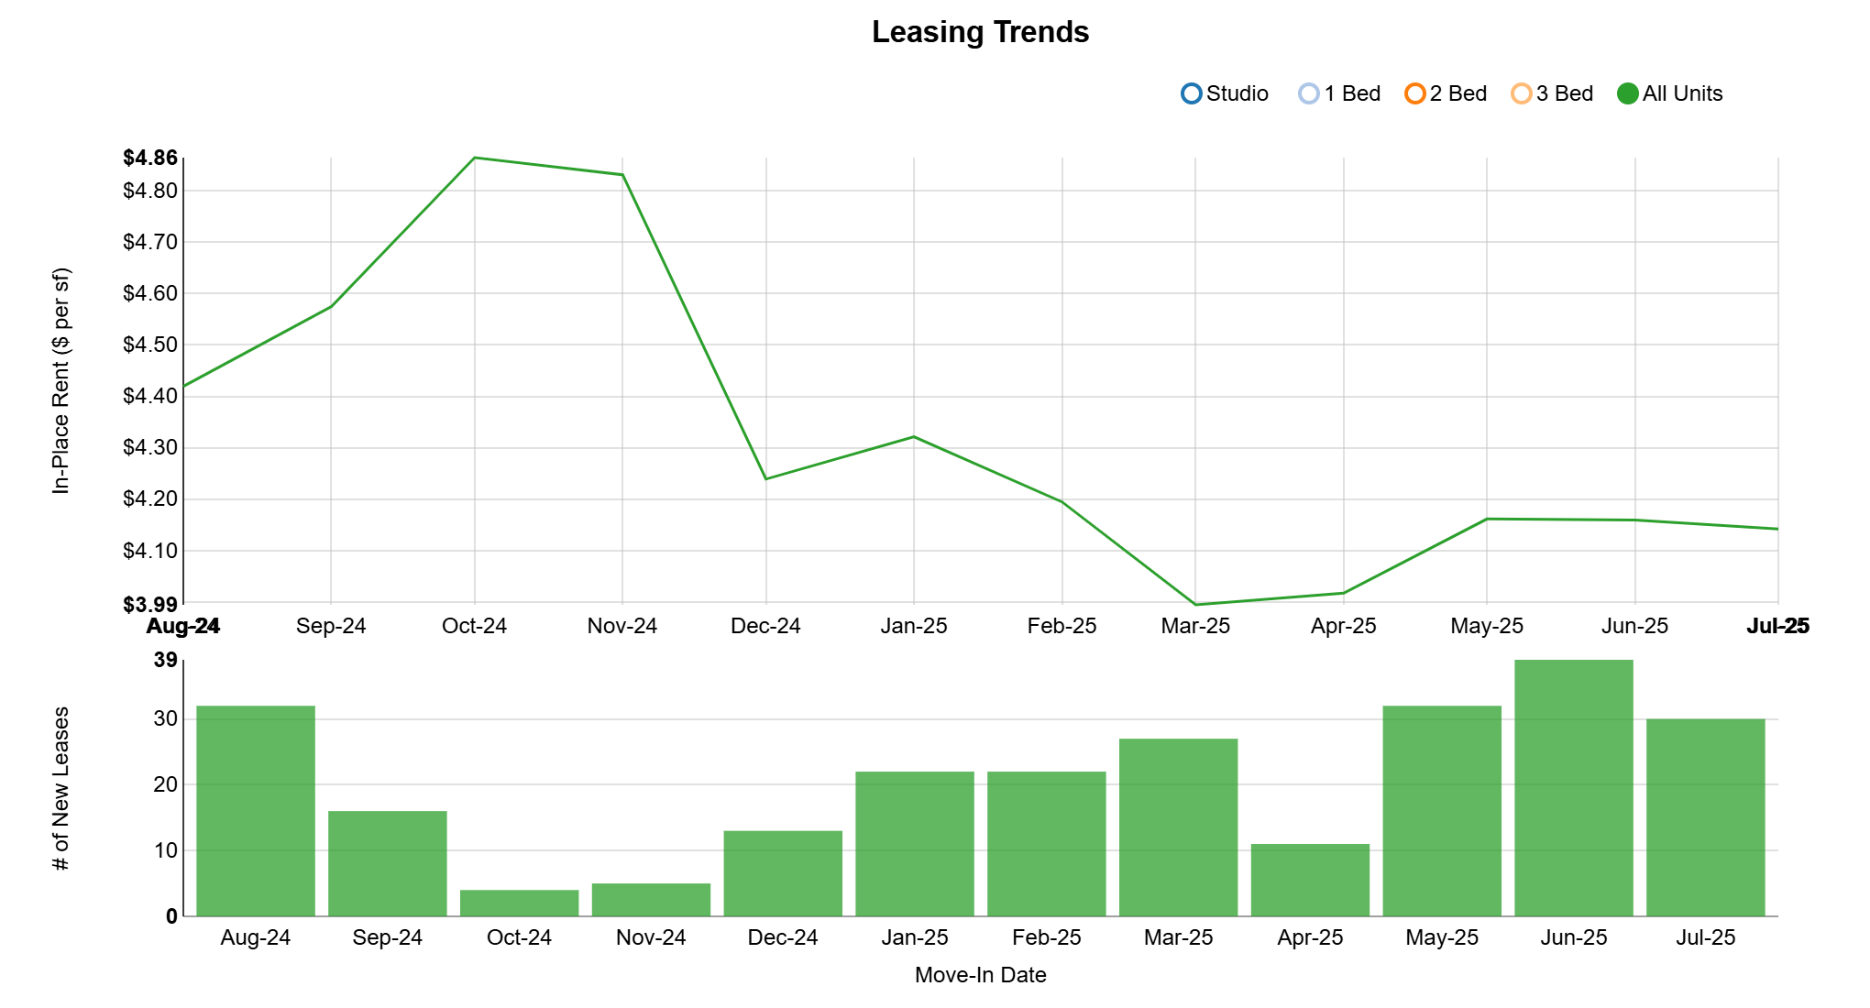 Leasing Trends
Studio 1 Bed 2 Bed 3 Bed All Units
In-Place Rent ($ per sf)
$4.86
$4.80
$4.70
$4.60
$4.50
$4.40
$4.30
$4.20
$4.10
$3.99
Aug-24 Sep-24 Oct-24 Nov-24 Dec-24 Jan-25 Feb-25 Mar-25 Apr-25 May-25 Jun-25 Jul-25
# of New Leases
39
30
20
10
0
Aug-24 Sep-24 Oct-24 Nov-24 Dec-24 Jan-25 Feb-25 Mar-25 Apr-25 May-25 Jun-25 Jul-25
Move-In Date